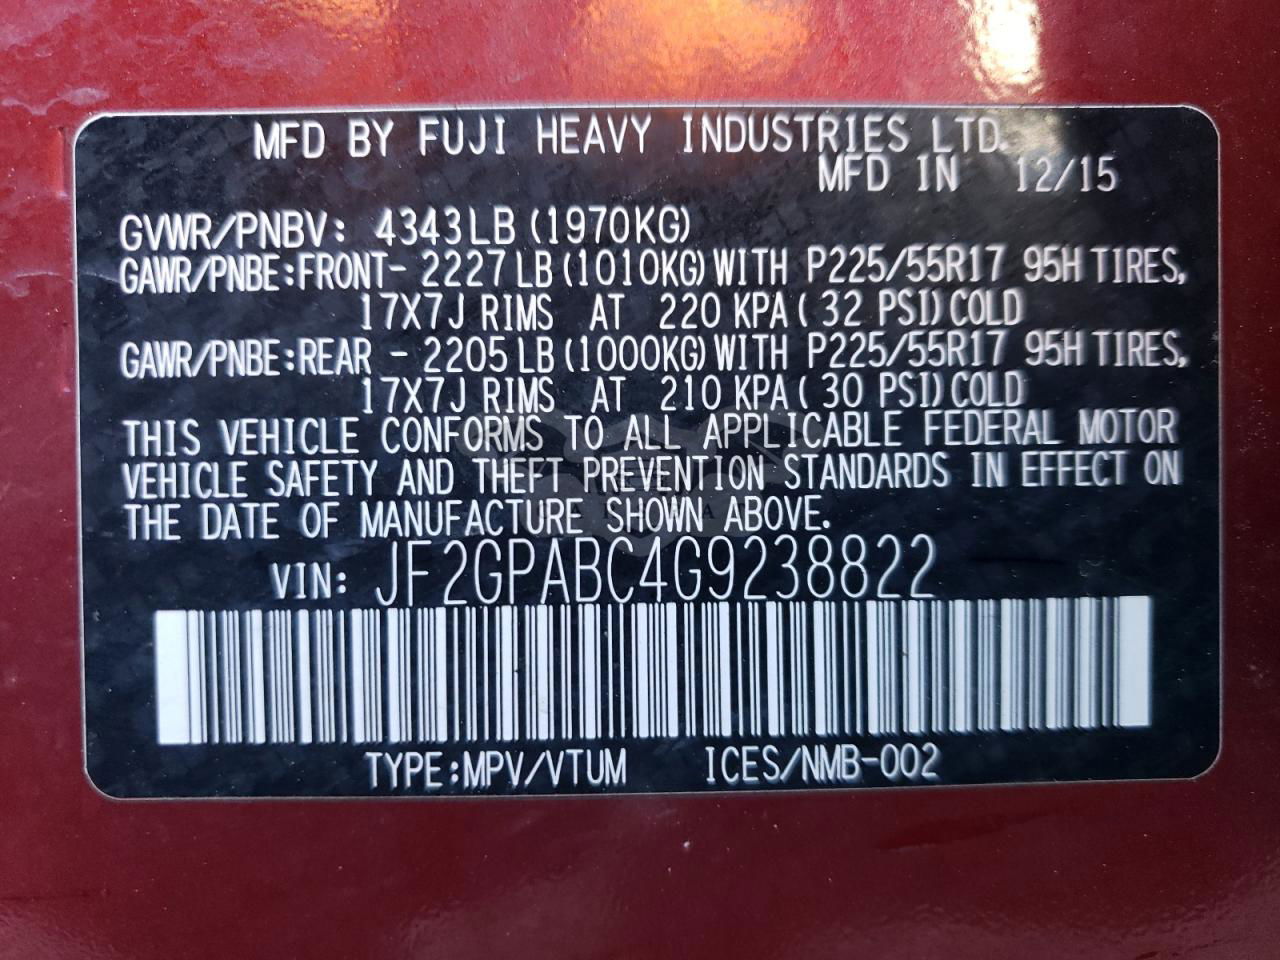 MFD BY FUJI HEAVY INDUSTRIES LTD.
MFD IN 12/15
GVWR/PNBV: 4343LB (1970KG)
GAWR/PNBE:FRONT- 2227LB(1010KG)WITH P225/55R17 95H TIRES,
17X7J RIMS AT 220 KPA( 32 PSI)COLD
GAWR/PNBE:REAR - 2205LB(1000KG)WITH P225/55R17 95H TIRES,
17X7J RIMS AT 210 KPA( 30 PSI)COLD
THIS VEHICLE CONFORMS TO ALL APPLICABLE FEDERAL MOTOR
VEHICLE SAFETY AND THEFT PREVENTION STANDARDS IN EFFECT ON
THE DATE OF MANUFACTURE SHOWN ABOVE.
VIN: JF2GPABC4G9238822
TYPE:MPV/VTUM ICES/NMB-002